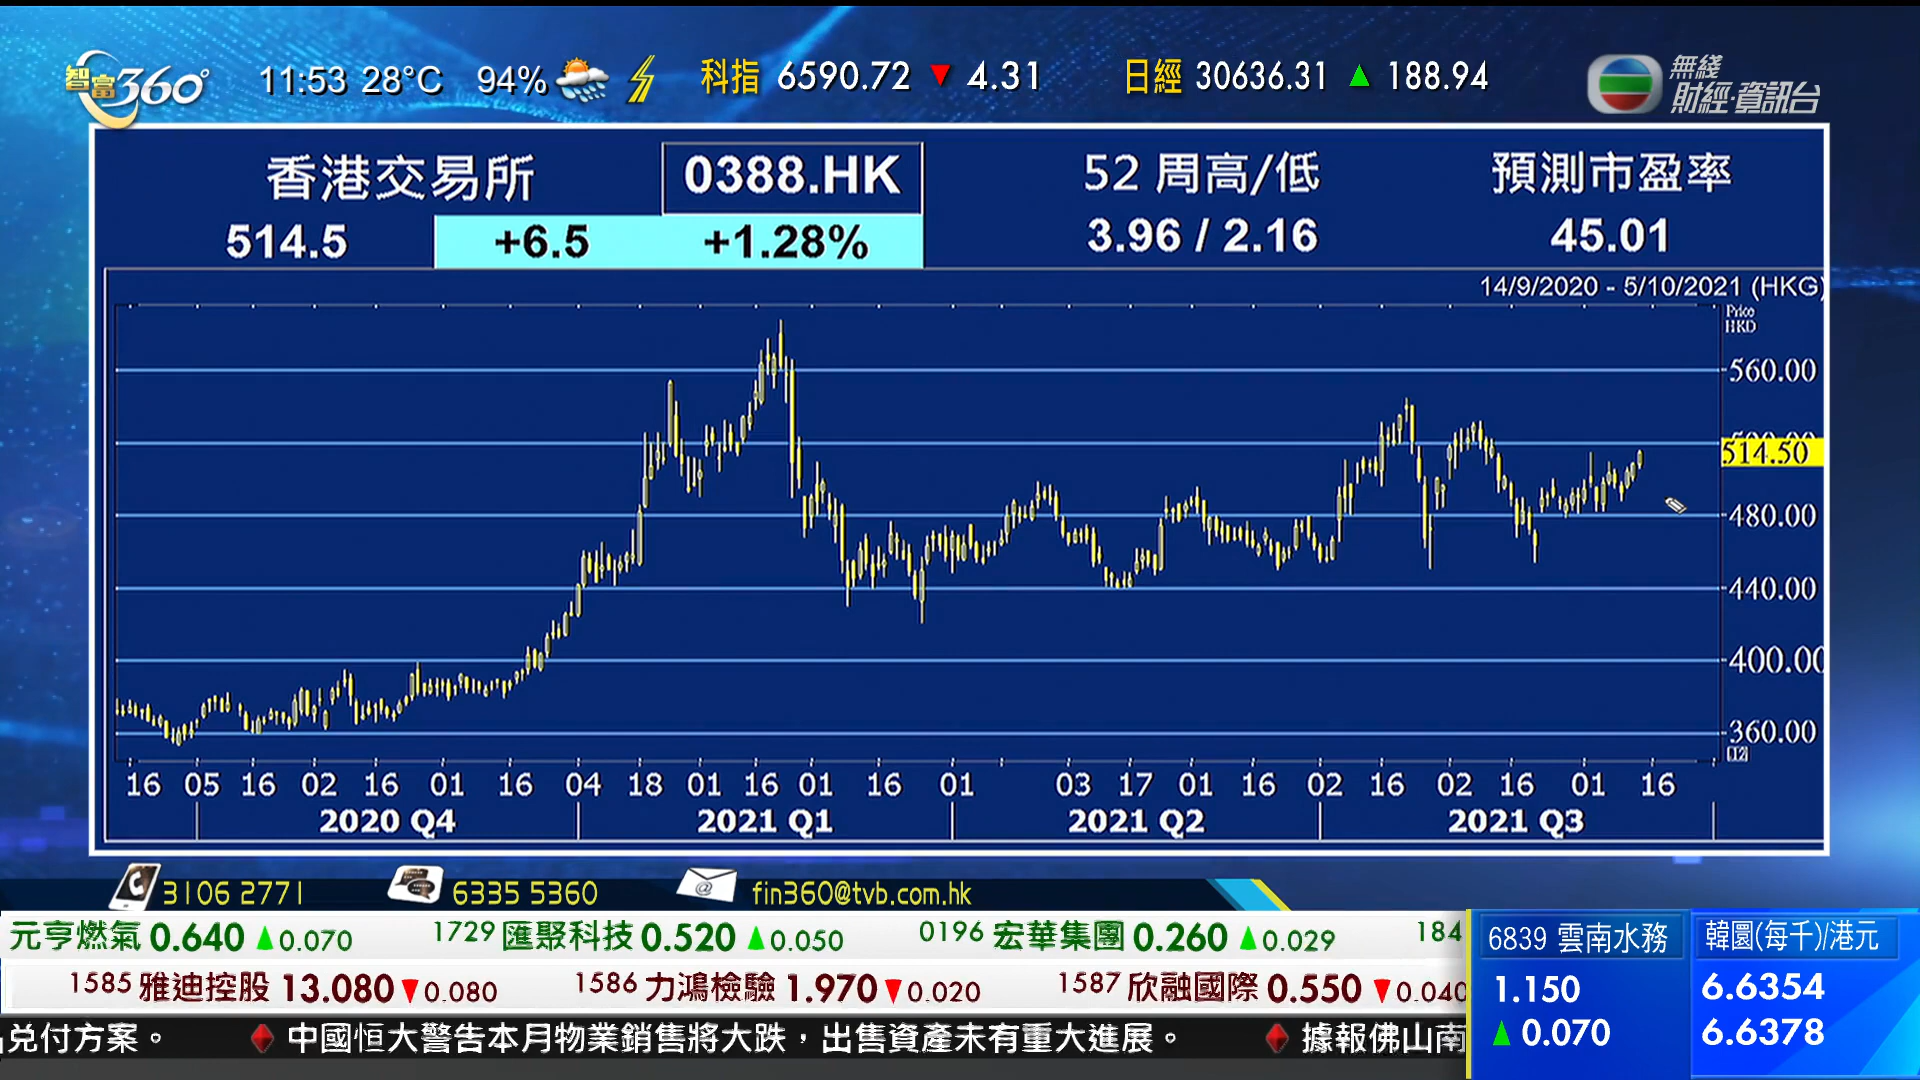 智富360°
11:53 28°C 94%
科指 6590.72 ▼ 4.31
日經 30636.31 ▲ 188.94
無綫
財經·資訊台
香港交易所 0388.HK
52 周高/低 預測市盈率
514.5 +6.5 +1.28%
3.96 / 2.16 45.01
14/9/2020 - 5/10/2021 (HKG)
Price
HKD
560.00
514.50
480.00
440.00
400.00
360.00
16 05 16 02 16 01 16 04 18 01 16 01 16 01 03 17 01 16 02 16 02 16 01 16
2020 Q4 2021 Q1 2021 Q2 2021 Q3
3106 2771 6335 5360 fin360@tvb.com.hk
元亨燃氣 0.640 ▲ 0.070 1729 匯聚科技 0.520 ▲ 0.050 0196 宏華集團 0.260 ▲ 0.029 184
1585 雅迪控股 13.080 ▼ 0.080 1586 力鴻檢驗 1.970 ▼ 0.020 1587 欣融國際 0.550 ▼ 0.040
6839 雲南水務
1.150
▲ 0.070
韓圜(每千)/港元
6.6354
6.6378
兌付方案。 ♦ 中國恒大警告本月物業銷售將大跌，出售資產未有重大進展。 ♦ 據報佛山南